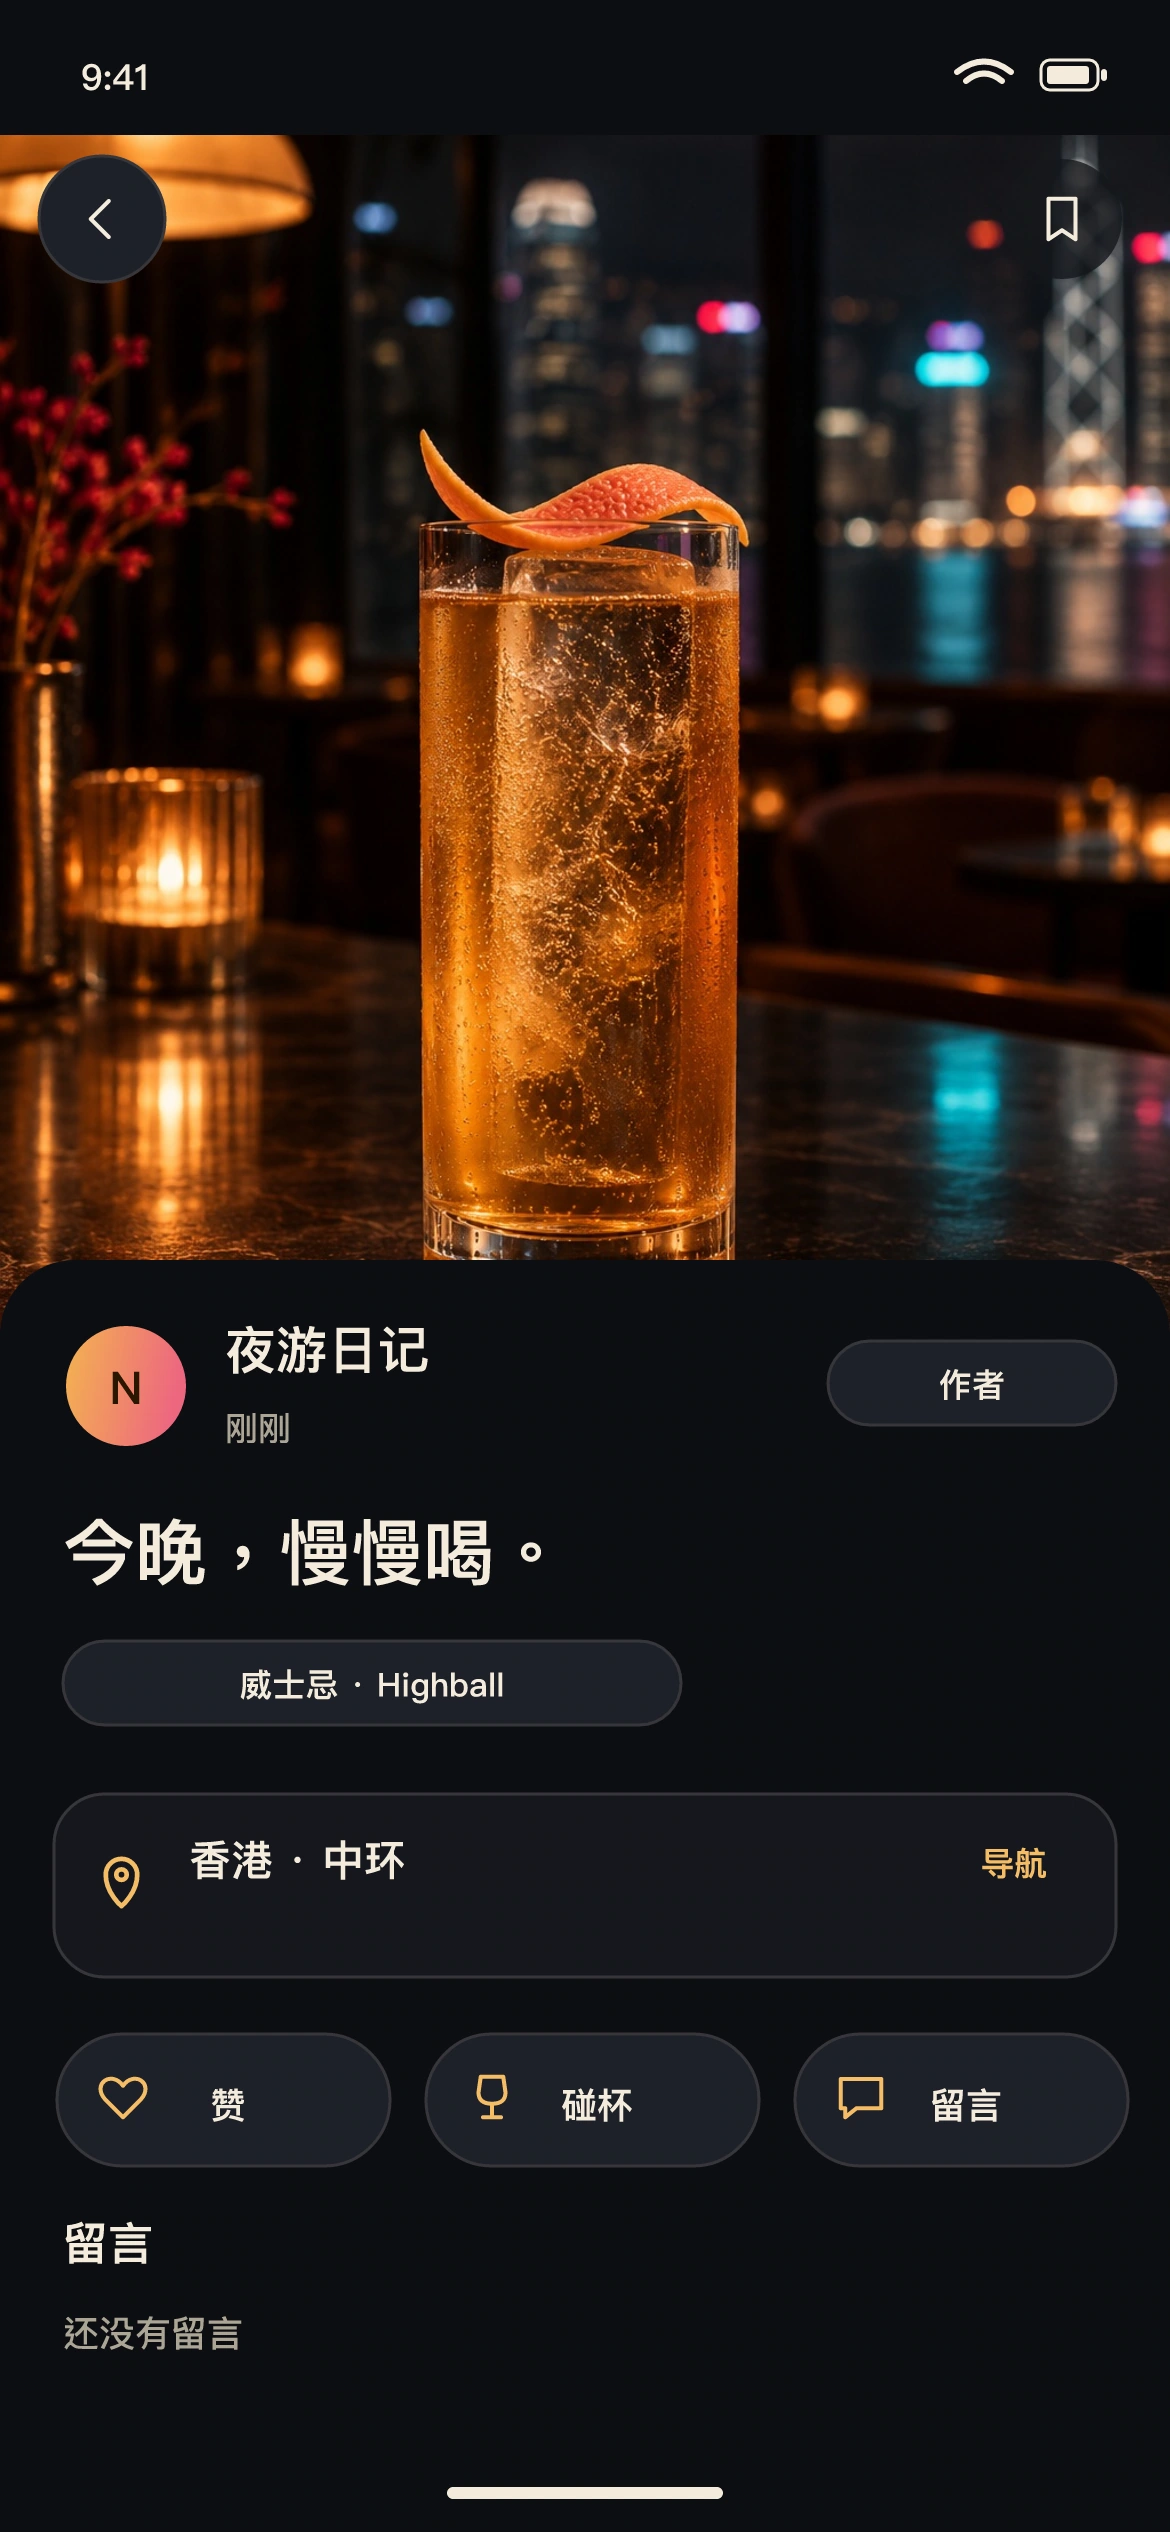 9:41
N
夜游日记
刚刚
作者
今晚，慢慢喝。
威士忌 · Highball
香港 · 中环
导航
赞
碰杯
留言
留言
还没有留言